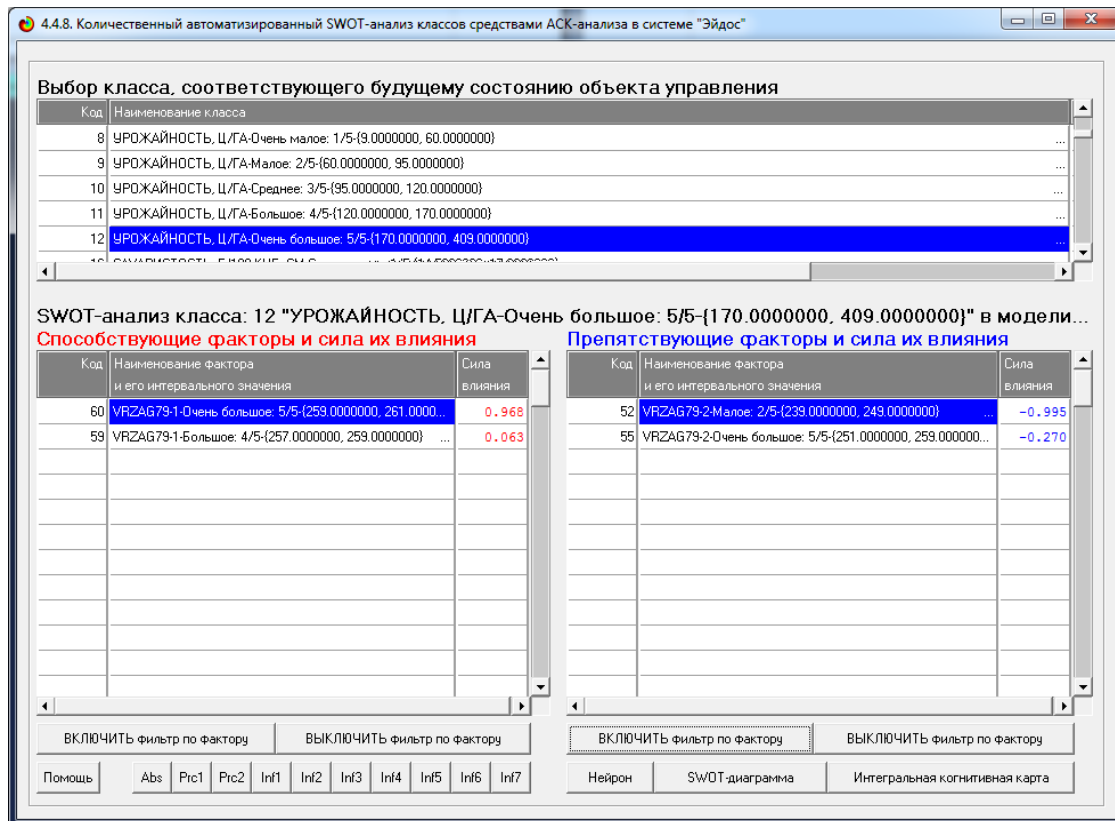 4.4.8. Количественный автоматизированный SWOT-анализ классов средствами АСК-анализа в системе "Эйдос"
Выбор класса, соответствующего будущему состоянию объекта управления
Код Наименование класса
8 УРОЖАЙНОСТЬ, Ц/ГА-Очень малое: 1/5-{9.0000000, 60.0000000} ...
9 УРОЖАЙНОСТЬ, Ц/ГА-Малое: 2/5-{60.0000000, 95.0000000} ...
10 УРОЖАЙНОСТЬ, Ц/ГА-Среднее: 3/5-{95.0000000, 120.0000000} ...
11 УРОЖАЙНОСТЬ, Ц/ГА-Большое: 4/5-{120.0000000, 170.0000000} ...
12 УРОЖАЙНОСТЬ, Ц/ГА-Очень большое: 5/5-{170.0000000, 409.0000000} ...
SWOT-анализ класса: 12 "УРОЖАЙНОСТЬ, Ц/ГА-Очень большое: 5/5-{170.0000000, 409.0000000}" в модели...
Способствующие факторы и сила их влияния
Код Наименование фактора и его интервального значения Сила влияния
60 VRZAG79-1-Очень большое: 5/5-{259.0000000, 261.0000... 0.968
59 VRZAG79-1-Большое: 4/5-{257.0000000, 259.0000000} ... 0.063
ВКЛЮЧИТЬ фильтр по фактору ВЫКЛЮЧИТЬ фильтр по фактору
Помощь Abs Prc1 Prc2 Inf1 Inf2 Inf3 Inf4 Inf5 Inf6 Inf7
Препятствующие факторы и сила их влияния
Код Наименование фактора и его интервального значения Сила влияния
52 VRZAG79-2-Малое: 2/5-{239.0000000, 249.0000000} ... -0.995
55 VRZAG79-2-Очень большое: 5/5-{251.0000000, 259.000000... -0.270
ВКЛЮЧИТЬ фильтр по фактору ВЫКЛЮЧИТЬ фильтр по фактору
Нейрон SWOT-диаграмма Интегральная когнитивная карта